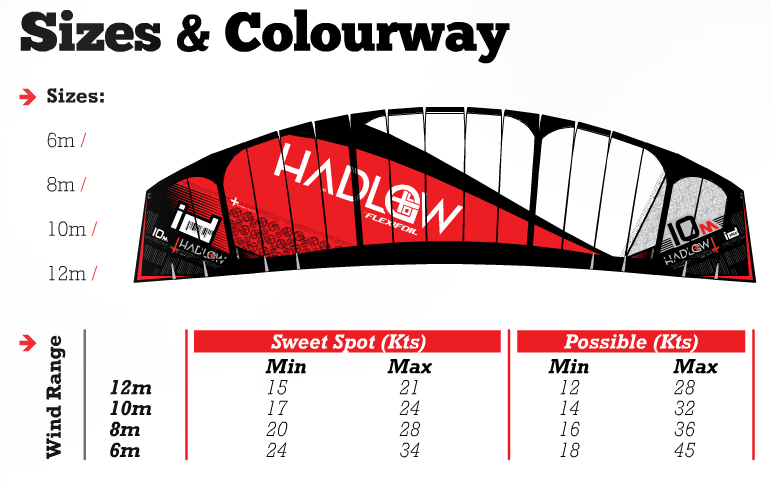 Sizes & Colourway
Sizes:
6m /
8m /
10m /
12m /
HADLOW
FLEXIFOIL
id
10M
HADLOW
10M
HADLOW
id
Wind Range
Sweet Spot (Kts) Possible (Kts)
Min Max Min Max
12m 15 21 12 28
10m 17 24 14 32
8m 20 28 16 36
6m 24 34 18 45